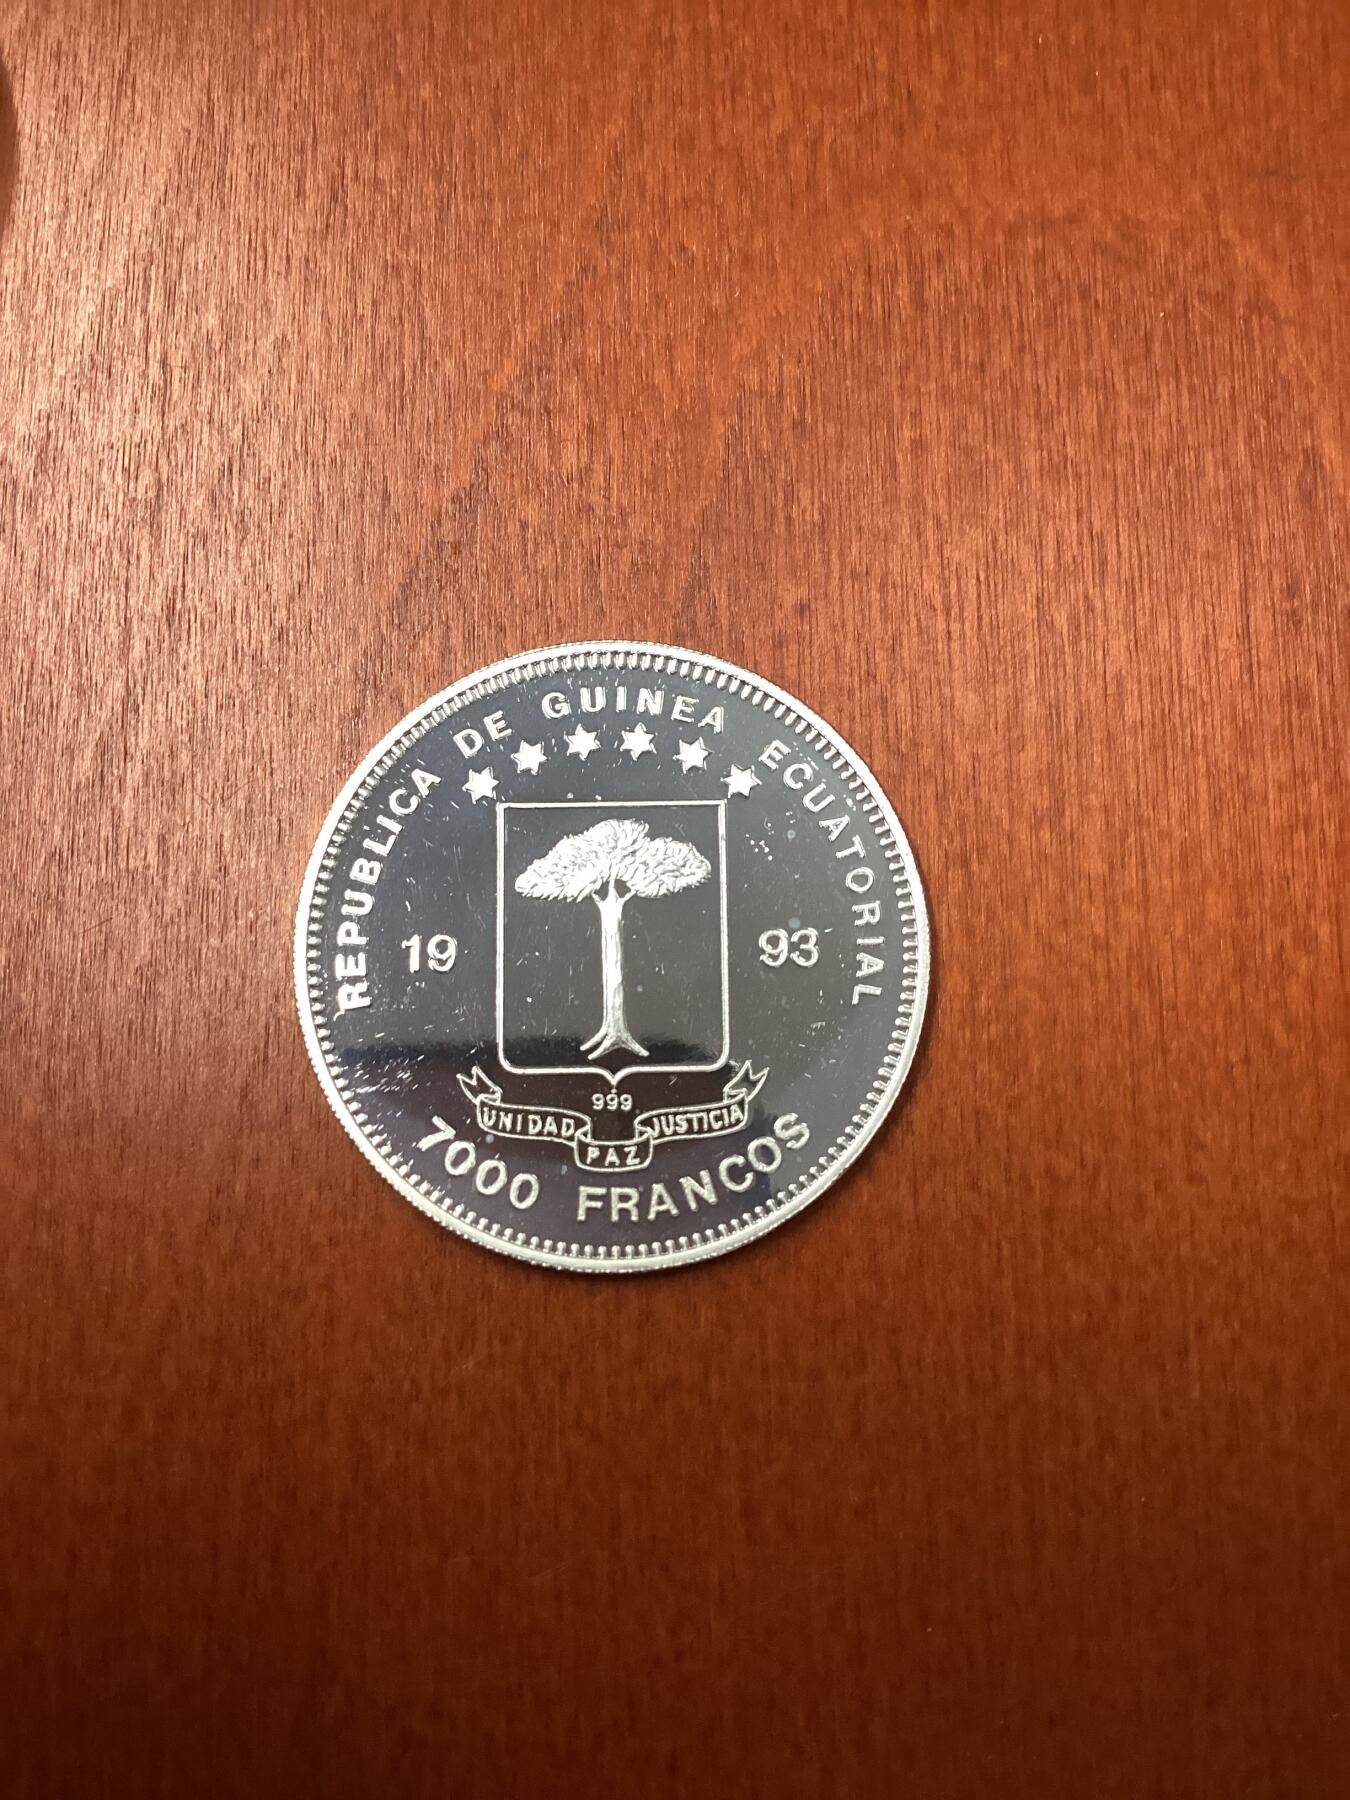 REPUBLICA DE GUINEA ECUATORIAL
19 93
999
UNIDAD PAZ JUSTICIA
7000 FRANCOS